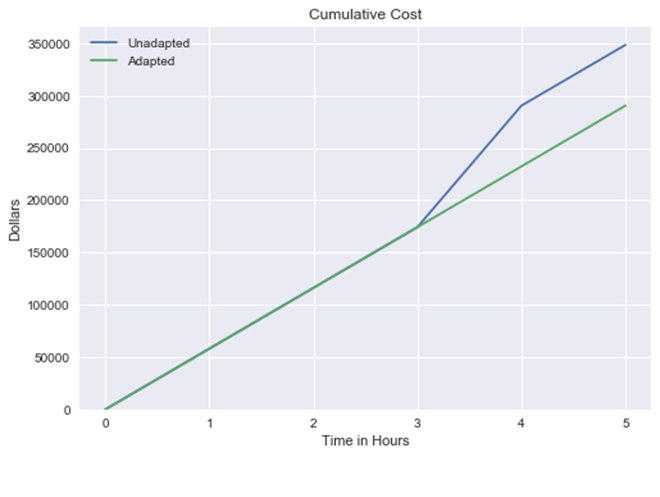 Cumulative Cost
Unadapted
Adapted
350000
300000
250000
200000
150000
100000
50000
0
Dollars
0 1 2 3 4 5
Time in Hours